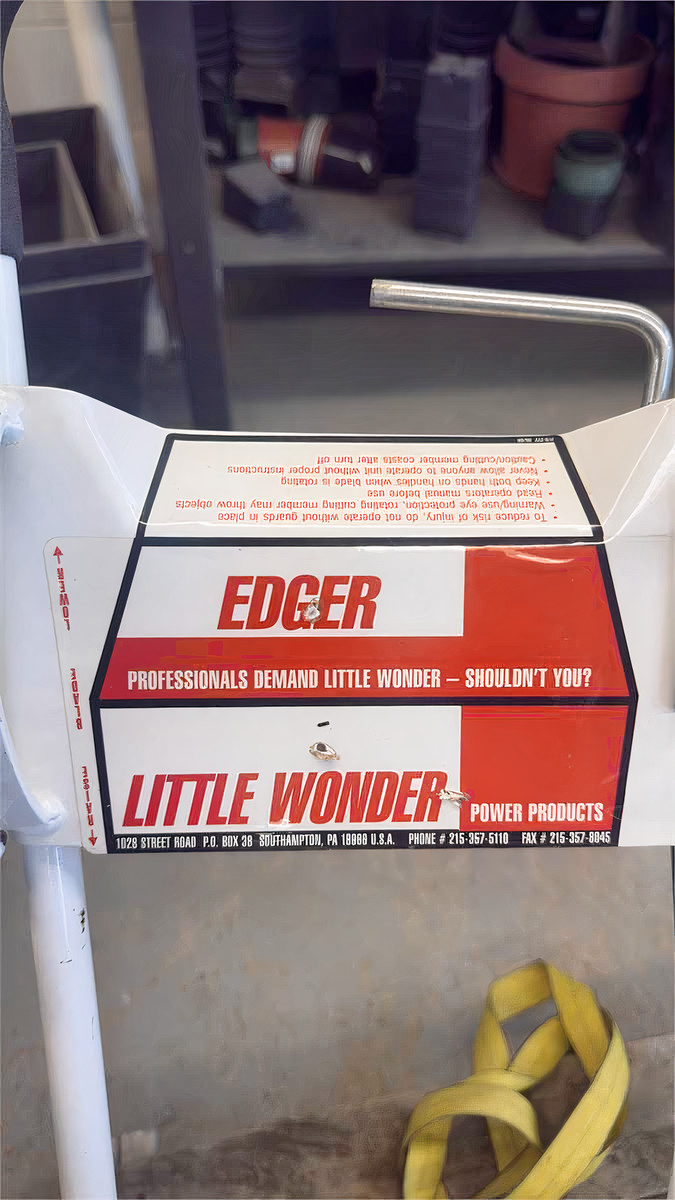 • To reduce risk of injury, do not operate without guards in place
• Warning/use eye protection, rotating cutting member may throw objects
• Read operators manual before use
• Keep both hands on handles when blade is rotating
• Never allow anyone to operate unit without proper instructions
• Caution/cutting member coasts after turn off
EDGER
PROFESSIONALS DEMAND LITTLE WONDER – SHOULDN'T YOU?
LITTLE WONDER POWER PRODUCTS
1028 STREET ROAD P.O. BOX 38 SOUTHAMPTON, PA 18966 U.S.A. PHONE # 215-357-5110 FAX # 215-357-8045